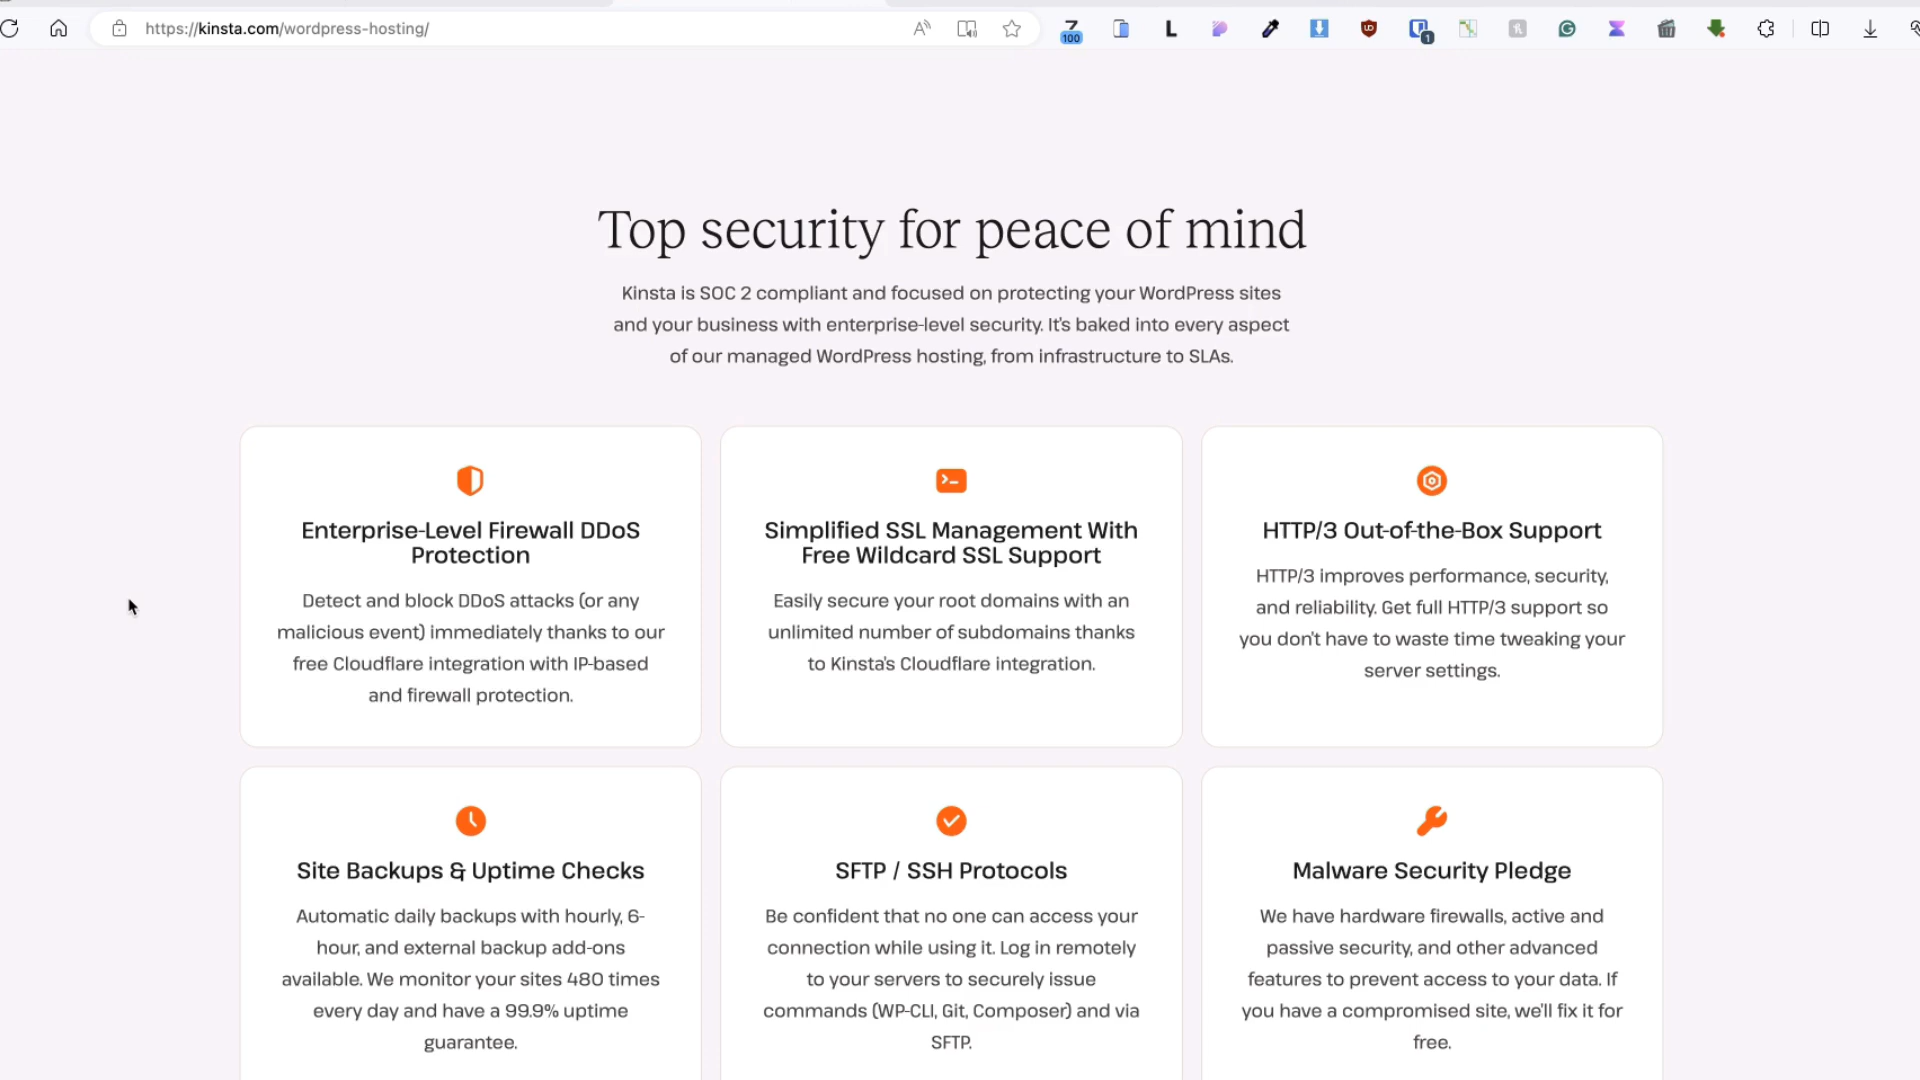 https://kinsta.com/wordpress-hosting/
100
1
Top security for peace of mind
Kinsta is SOC 2 compliant and focused on protecting your WordPress sites
and your business with enterprise-level security. It's baked into every aspect
of our managed WordPress hosting, from infrastructure to SLAs.
Enterprise-Level Firewall DDoS
Protection
Detect and block DDoS attacks (or any
malicious event) immediately thanks to our
free Cloudflare integration with IP-based
and firewall protection.
Simplified SSL Management With
Free Wildcard SSL Support
Easily secure your root domains with an
unlimited number of subdomains thanks
to Kinsta's Cloudflare integration.
HTTP/3 Out-of-the-Box Support
HTTP/3 improves performance, security,
and reliability. Get full HTTP/3 support so
you don't have to waste time tweaking your
server settings.
Site Backups & Uptime Checks
Automatic daily backups with hourly, 6-
hour, and external backup add-ons
available. We monitor your sites 480 times
every day and have a 99.9% uptime
guarantee.
SFTP / SSH Protocols
Be confident that no one can access your
connection while using it. Log in remotely
to your servers to securely issue
commands (WP-CLI, Git, Composer) and via
SFTP.
Malware Security Pledge
We have hardware firewalls, active and
passive security, and other advanced
features to prevent access to your data. If
you have a compromised site, we'll fix it for
free.